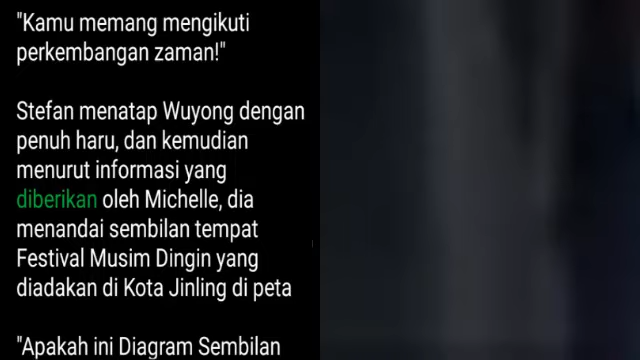 "Kamu memang mengikuti
perkembangan zaman!"
Stefan menatap Wuyong dengan
penuh haru, dan kemudian
menurut informasi yang
diberikan oleh Michelle, dia
menandai sembilan tempat
Festival Musim Dingin yang
diadakan di Kota Jinling di peta
"Apakah ini Diagram Sembilan